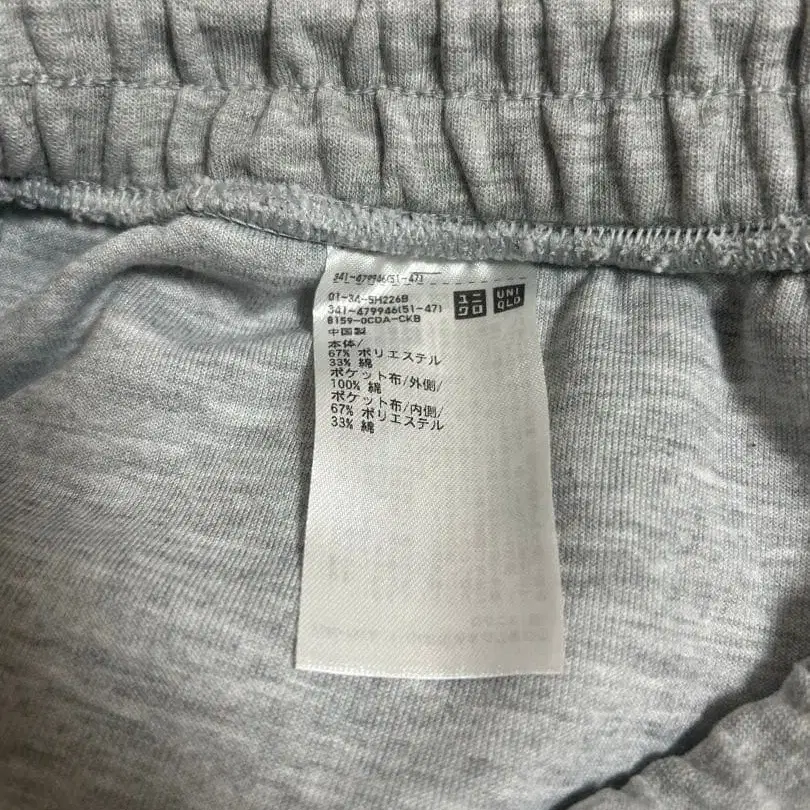 341-479946(51-47)
01-34-SH226B
341-479946(51-47)
8159-0CDA-CKB
ユニクロ
UNIQLO
中国製
本体/
67% ポリエステル
33% 綿
ポケット布/外側/
100% 綿
ポケット布/内側/
67% ポリエステル
33% 綿